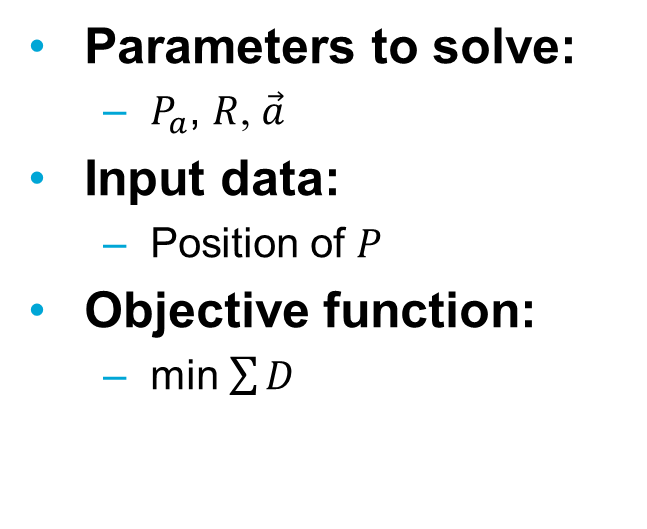 • Parameters to solve:
– 𝑃ₐ, 𝑅, 𝑎⃗
• Input data:
– Position of 𝑃
• Objective function:
– min ∑ 𝐷